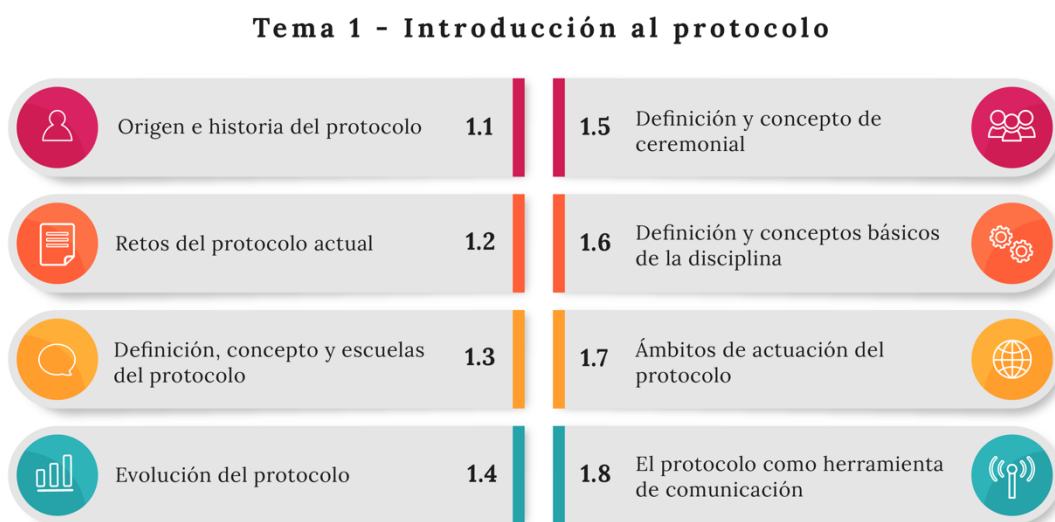 Tema 1 - Introducción al protocolo
Origen e historia del protocolo 1.1
Retos del protocolo actual 1.2
Definición, concepto y escuelas
del protocolo 1.3
Evolución del protocolo 1.4
1.5 Definición y concepto de
ceremonial
1.6 Definición y conceptos básicos
de la disciplina
1.7 Ámbitos de actuación del
protocolo
1.8 El protocolo como herramienta
de comunicación